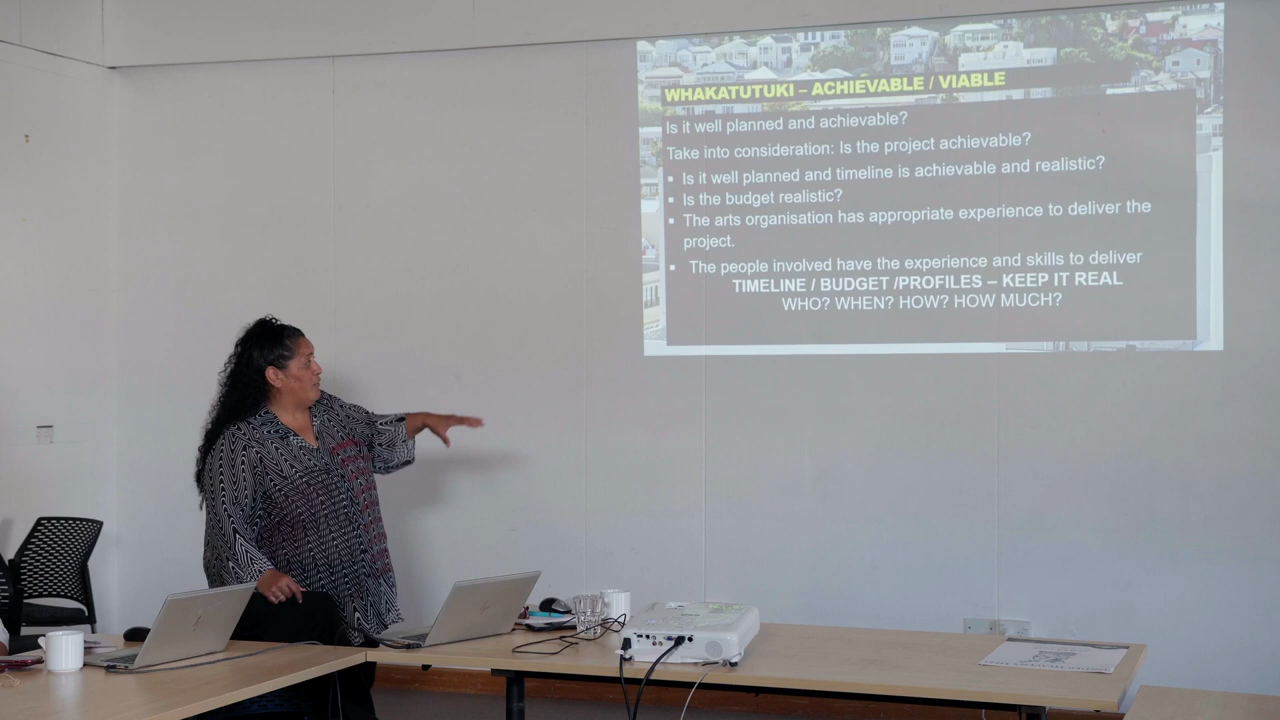 WHAKATUTUKI – ACHIEVABLE / VIABLE
Is it well planned and achievable?
Take into consideration: Is the project achievable?
▪ Is it well planned and timeline is achievable and realistic?
▪ Is the budget realistic?
▪ The arts organisation has appropriate experience to deliver the
project.
▪ The people involved have the experience and skills to deliver
TIMELINE / BUDGET /PROFILES – KEEP IT REAL
WHO? WHEN? HOW? HOW MUCH?